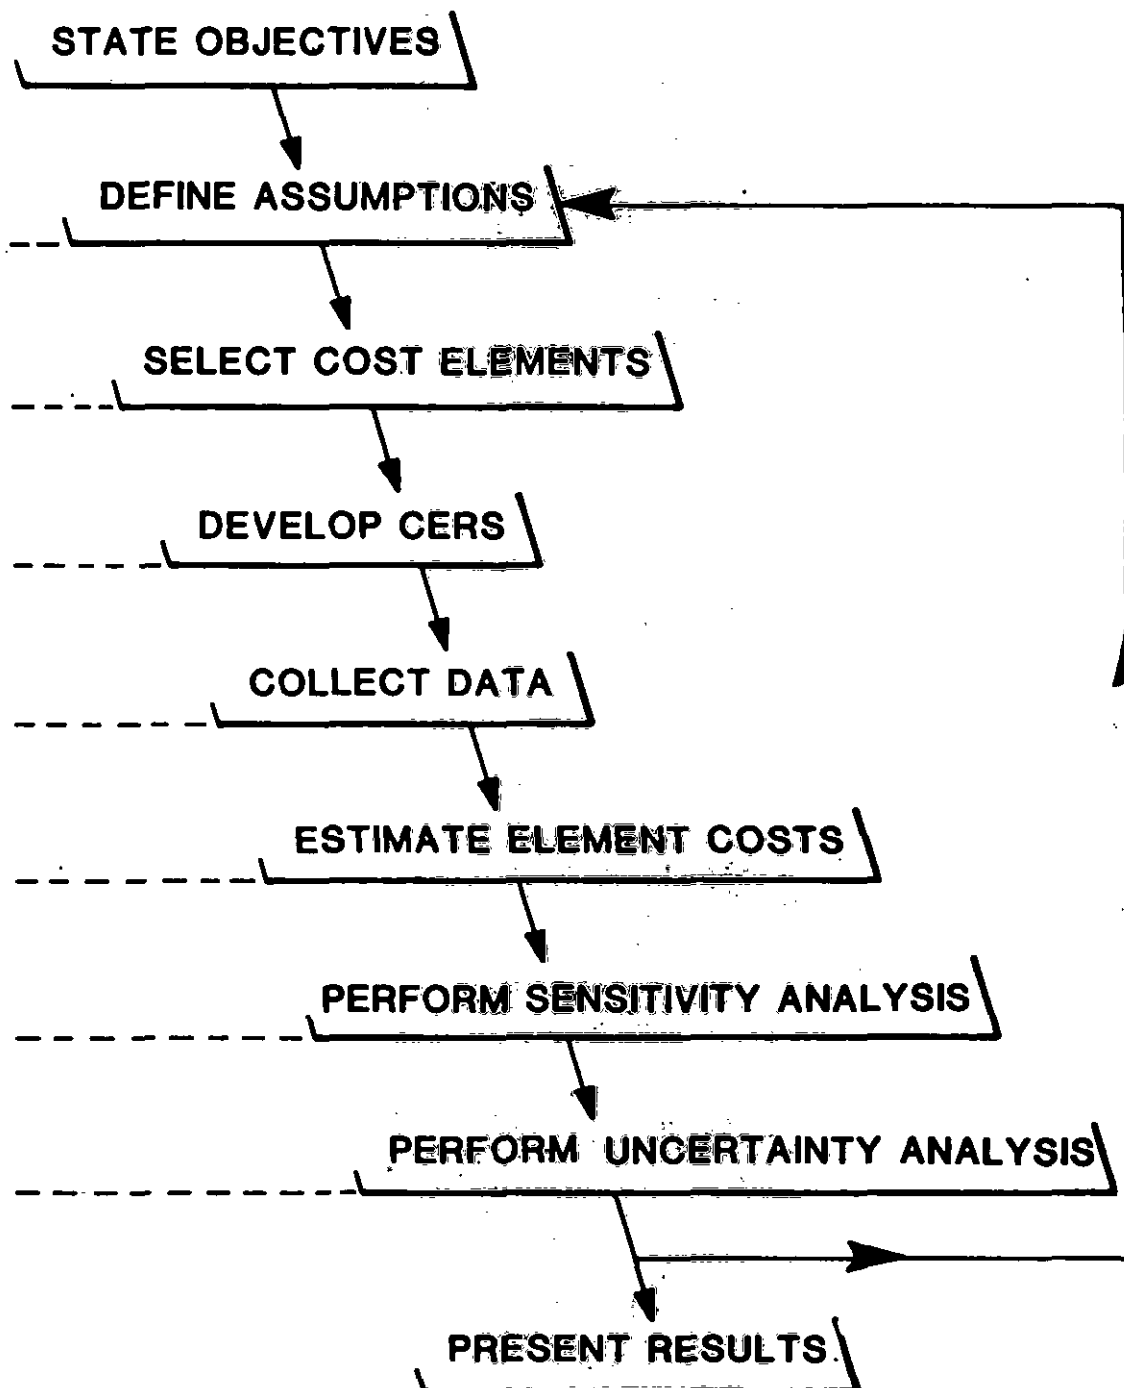 STATE OBJECTIVES
DEFINE ASSUMPTIONS
SELECT COST ELEMENTS
DEVELOP CERS
COLLECT DATA
ESTIMATE ELEMENT COSTS
PERFORM SENSITIVITY ANALYSIS
PERFORM UNCERTAINTY ANALYSIS
PRESENT RESULTS